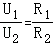 U₁/U₂ = R₁/R₂